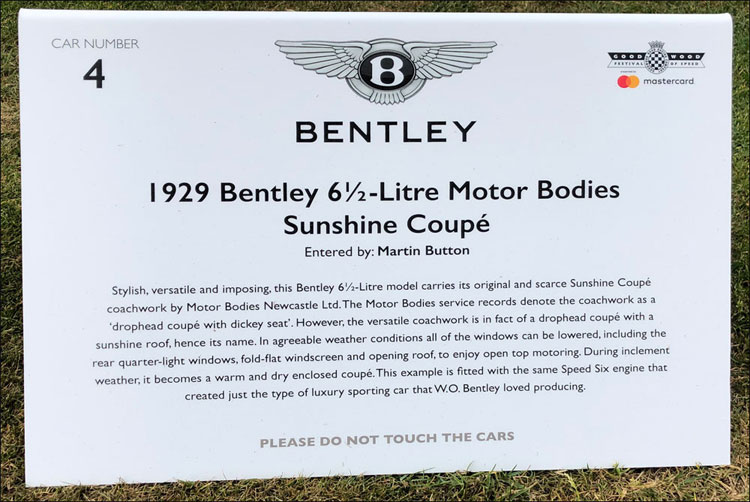 CAR NUMBER
4
B
BENTLEY
GOODWOOD
FESTIVAL OF SPEED
mastercard
1929 Bentley 6½-Litre Motor Bodies
Sunshine Coupé
Entered by: Martin Button
Stylish, versatile and imposing, this Bentley 6½-Litre model carries its original and scarce Sunshine Coupé
coachwork by Motor Bodies Newcastle Ltd. The Motor Bodies service records denote the coachwork as a
‘drophead coupé with dickey seat’. However, the versatile coachwork is in fact of a drophead coupé with a
sunshine roof, hence its name. In agreeable weather conditions all of the windows can be lowered, including the
rear quarter-light windows, fold-flat windscreen and opening roof, to enjoy open top motoring. During inclement
weather, it becomes a warm and dry enclosed coupé. This example is fitted with the same Speed Six engine that
created just the type of luxury sporting car that W.O. Bentley loved producing.
PLEASE DO NOT TOUCH THE CARS